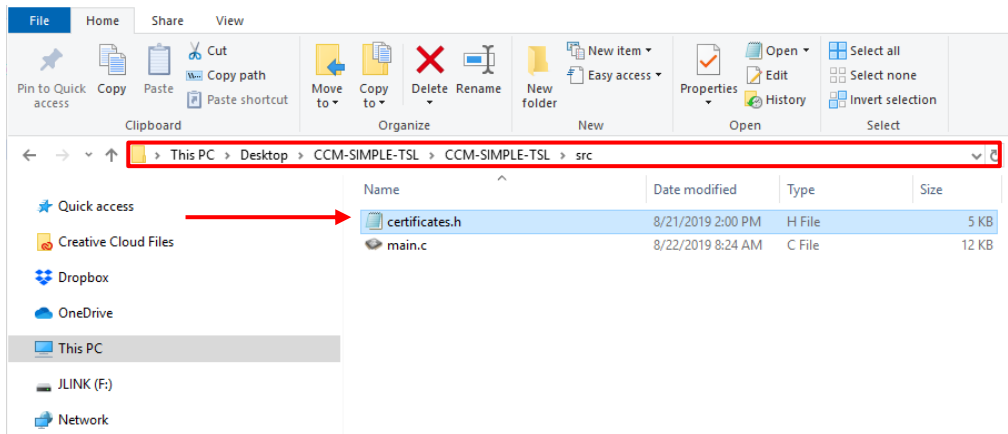 File Home Share View
Pin to Quick access
Copy
Paste
Cut
Copy path
Paste shortcut
Clipboard
Move to
Copy to
Delete
Rename
Organize
New folder
New item
Easy access
New
Properties
Open
Edit
History
Open
Select all
Select none
Invert selection
Select
This PC > Desktop > CCM-SIMPLE-TSL > CCM-SIMPLE-TSL > src
Name Date modified Type Size
certificates.h 8/21/2019 2:00 PM H File 5 KB
main.c 8/22/2019 8:24 AM C File 12 KB
Quick access
Creative Cloud Files
Dropbox
OneDrive
This PC
JLINK (F:)
Network